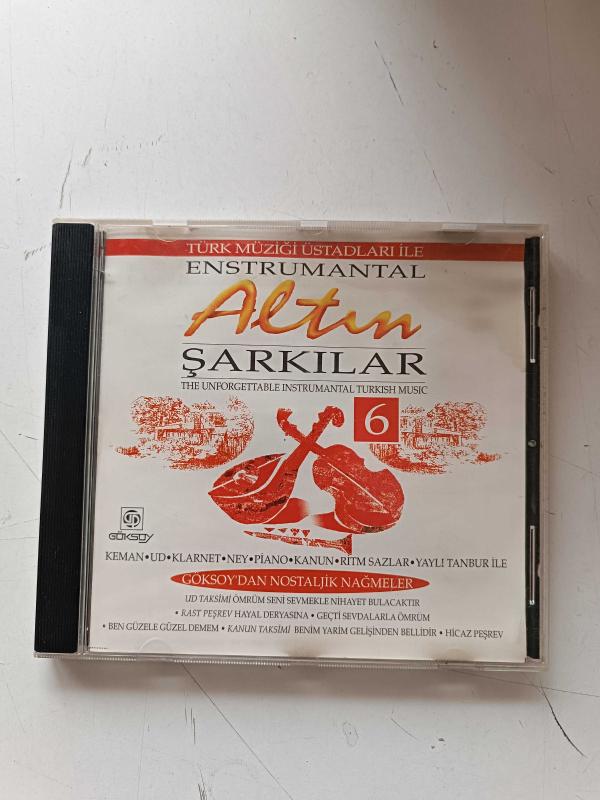 TÜRK MÜZİĞİ ÜSTADLARI İLE
ENSTRUMANTAL
Altın
ŞARKILAR
THE UNFORGETTABLE INSTRUMANTAL TURKISH MUSIC
6
GÖKSOY
KEMAN•UD•KLARNET•NEY•PİANO•KANUN•RITM SAZLAR•YAYLI TANBUR İLE
GÖKSOY'DAN NOSTALJİK NAĞMELER
UD TAKSİMİ ÖMRÜM SENİ SEVMEKLE NİHAYET BULACAKTIR
• RAST PEŞREV HAYAL DERYASINA • GEÇTİ SEVDALARLA ÖMRÜM
• BEN GÜZELE GÜZEL DEMEM • KANUN TAKSİMİ BENİM YARİM GELİŞİNDEN BELLİDİR • HİCAZ PEŞREV